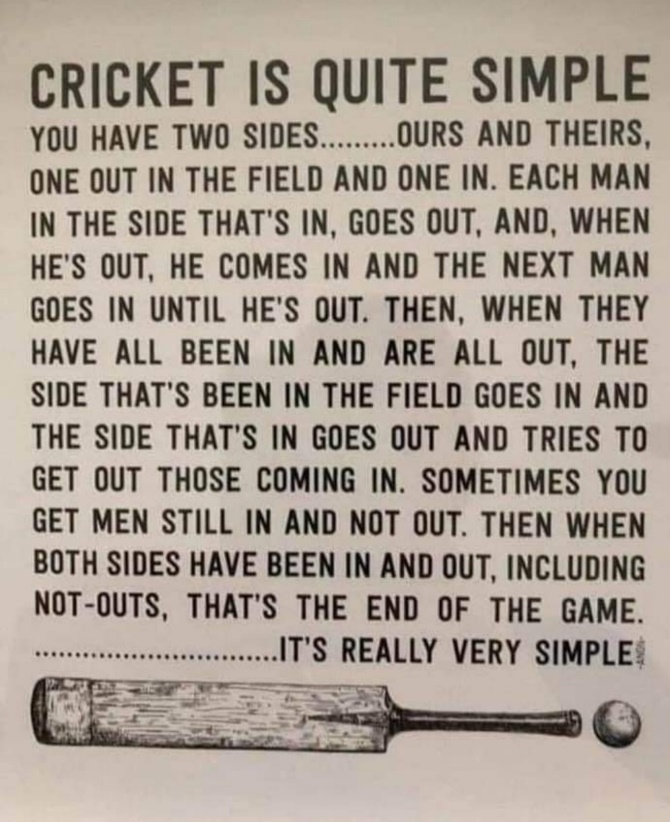 CRICKET IS QUITE SIMPLE
YOU HAVE TWO SIDES.........OURS AND THEIRS,
ONE OUT IN THE FIELD AND ONE IN. EACH MAN
IN THE SIDE THAT'S IN, GOES OUT, AND, WHEN
HE'S OUT, HE COMES IN AND THE NEXT MAN
GOES IN UNTIL HE'S OUT. THEN, WHEN THEY
HAVE ALL BEEN IN AND ARE ALL OUT, THE
SIDE THAT'S BEEN IN THE FIELD GOES IN AND
THE SIDE THAT'S IN GOES OUT AND TRIES TO
GET OUT THOSE COMING IN. SOMETIMES YOU
GET MEN STILL IN AND NOT OUT. THEN WHEN
BOTH SIDES HAVE BEEN IN AND OUT, INCLUDING
NOT-OUTS, THAT'S THE END OF THE GAME.
.............................IT'S REALLY VERY SIMPLE